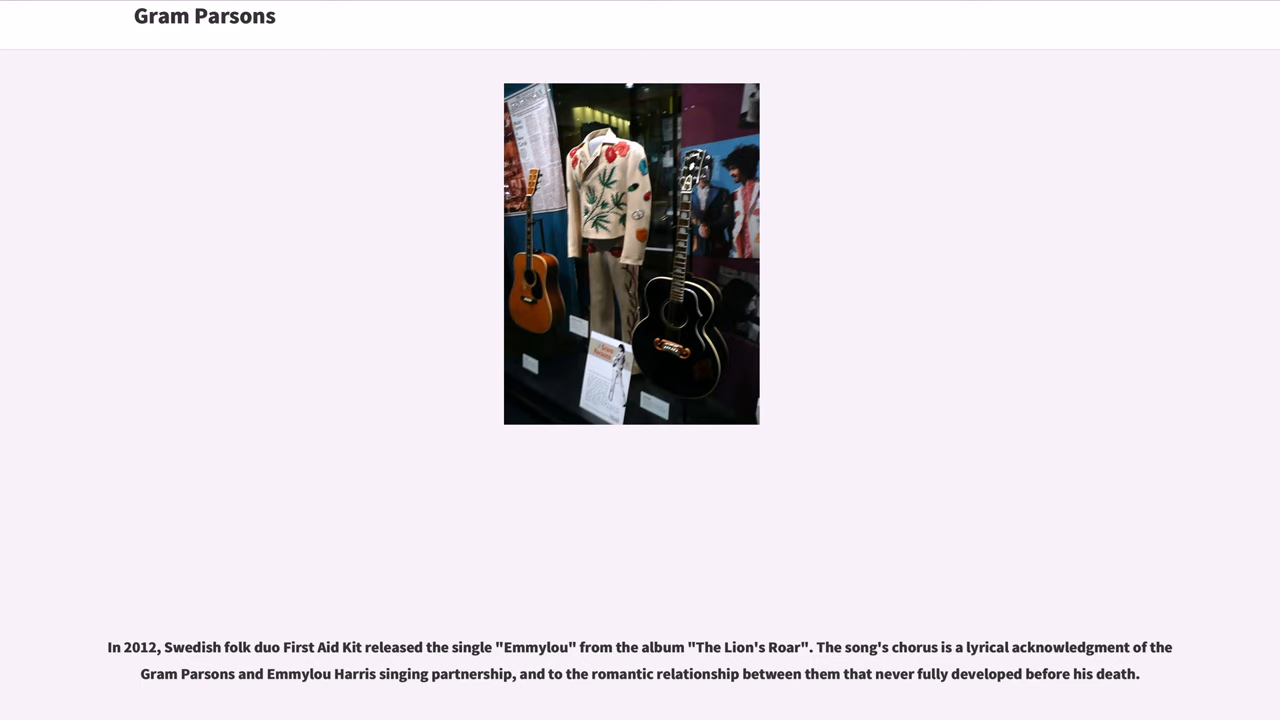 Gram Parsons
In 2012, Swedish folk duo First Aid Kit released the single "Emmylou" from the album "The Lion's Roar". The song's chorus is a lyrical acknowledgment of the
Gram Parsons and Emmylou Harris singing partnership, and to the romantic relationship between them that never fully developed before his death.